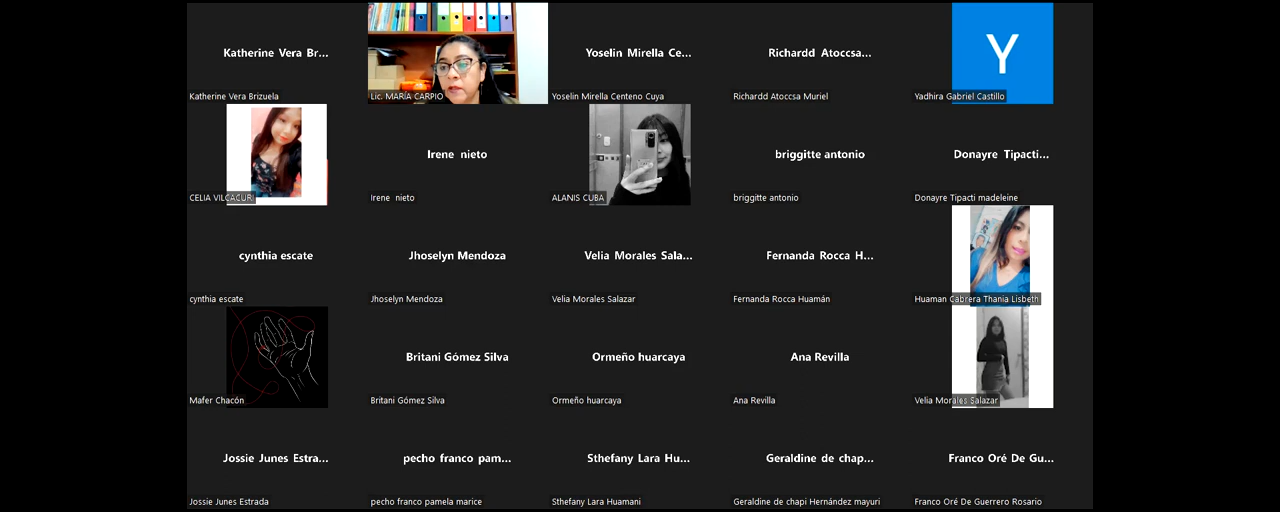 Katherine Vera Br...
Katherine Vera Brizuela
Lic. MARÍA CARPIO
Yoselin Mirella Ce...
Yoselin Mirella Centeno Cuya
Richardd Atoccsa...
Richardd Atoccsa Muriel
Y
Yadhira Gabriel Castillo
CELIA VILCACURI
Irene nieto
Irene nieto
ALANIS CUBA
briggitte antonio
briggitte antonio
Donayre Tipacti...
Donayre Tipacti madeleine
cynthia escate
cynthia escate
Jhoselyn Mendoza
Jhoselyn Mendoza
Velia Morales Sala...
Velia Morales Salazar
Fernanda Rocca H...
Fernanda Rocca Huamán
Huaman Cabrera Thania Lisbeth
Mafer Chacón
Britani Gómez Silva
Britani Gómez Silva
Ormeño huarcaya
Ormeño huarcaya
Ana Revilla
Ana Revilla
Velia Morales Salazar
Jossie Junes Estra...
Jossie Junes Estrada
pecho franco pam...
pecho franco pamela marice
Sthefany Lara Hu...
Sthefany Lara Huamani
Geraldine de chap...
Geraldine de chapi Hernández mayuri
Franco Oré De Gu...
Franco Oré De Guerrero Rosario